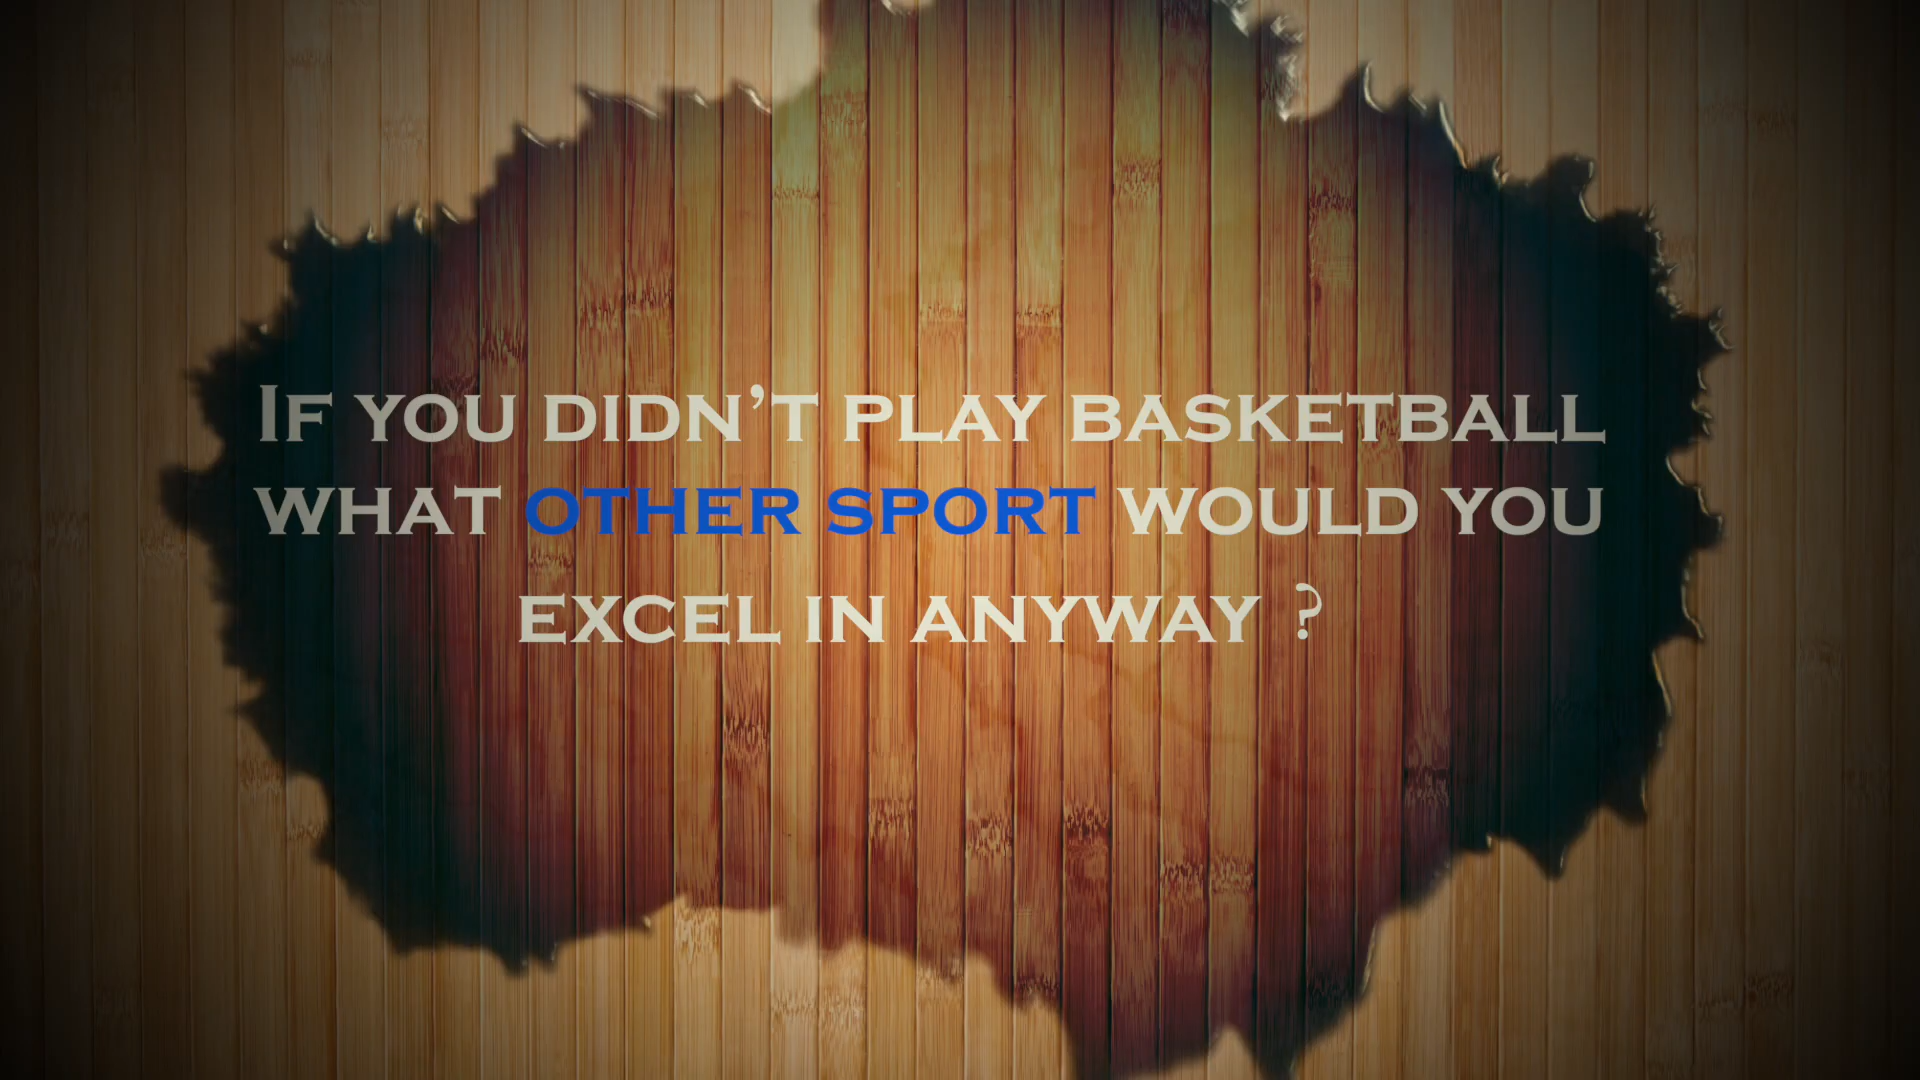 If you didn't play basketball
what other sport would you
excel in anyway ?